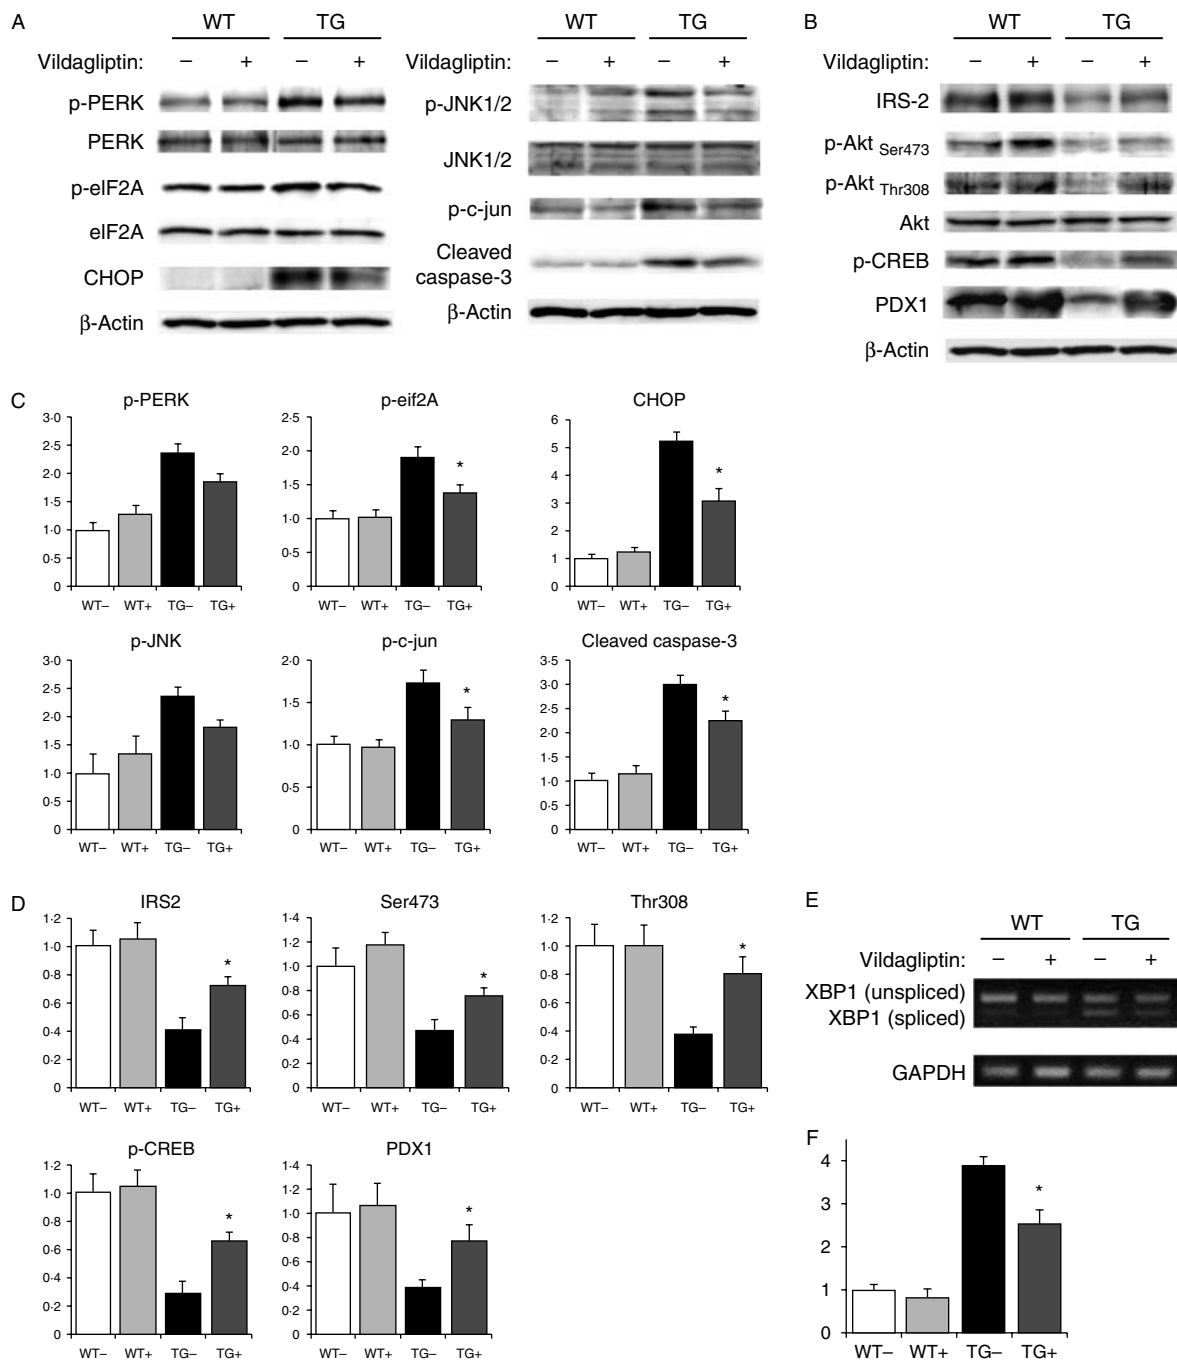 A
WT TG
Vildagliptin: – + – +
p-PERK
PERK
p-eIF2A
eIF2A
CHOP
β-Actin
WT TG
Vildagliptin: – + – +
p-JNK1/2
JNK1/2
p-c-jun
Cleaved
caspase-3
β-Actin
B
WT TG
Vildagliptin: – + – +
IRS-2
p-Akt Ser473
p-Akt Thr308
Akt
p-CREB
PDX1
β-Actin
C
p-PERK
3·0
2·5
2·0
1·5
1·0
0·5
0
WT– WT+ TG– TG+
p-eif2A
2·5
2·0
1·5
1·0
0·5
0
*
WT– WT+ TG– TG+
CHOP
6
5
4
3
2
1
0
*
WT– WT+ TG– TG+
p-JNK
3·0
2·5
2·0
1·5
1·0
0·5
0
WT– WT+ TG– TG+
p-c-jun
2·0
1·5
1·0
0·5
0
*
WT– WT+ TG– TG+
Cleaved caspase-3
3·5
3·0
2·5
2·0
1·5
1·0
0·5
0
*
WT– WT+ TG– TG+
D
IRS2
1·2
1·0
0·8
0·6
0·4
0·2
0
*
WT– WT+ TG– TG+
Ser473
1·4
1·2
1·0
0·8
0·6
0·4
0·2
0
*
WT– WT+ TG– TG+
Thr308
1·2
1·0
0·8
0·6
0·4
0·2
0
*
WT– WT+ TG– TG+
p-CREB
1·2
1·0
0·8
0·6
0·4
0·2
0
*
WT– WT+ TG– TG+
PDX1
1·4
1·2
1·0
0·8
0·6
0·4
0·2
0
*
WT– WT+ TG– TG+
E
WT TG
Vildagliptin: – + – +
XBP1 (unspliced)
XBP1 (spliced)
GAPDH
F
4
3
2
1
0
*
WT– WT+ TG– TG+